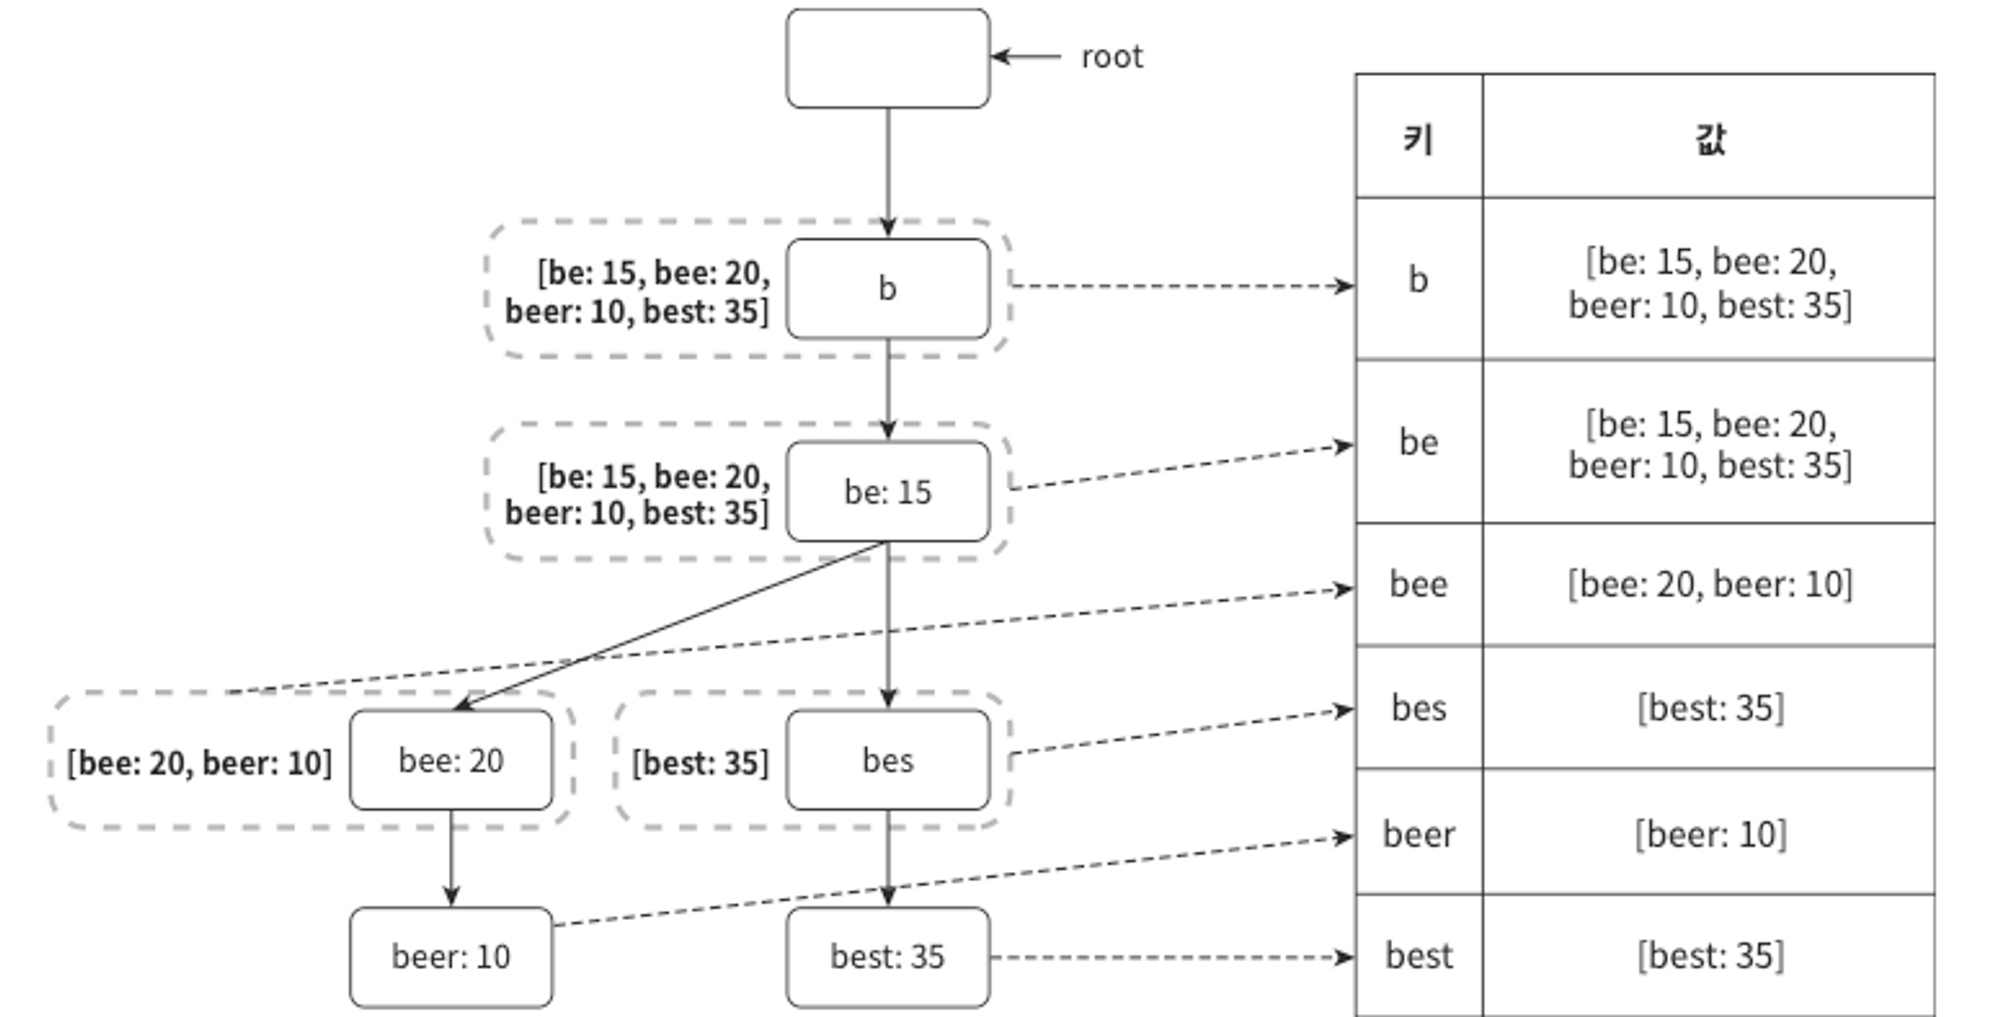 root
[be: 15, bee: 20,
beer: 10, best: 35]
b
[be: 15, bee: 20,
beer: 10, best: 35]
be: 15
[bee: 20, beer: 10]
bee: 20
[best: 35]
bes
beer: 10
best: 35
키
값
b
[be: 15, bee: 20,
beer: 10, best: 35]
be
[be: 15, bee: 20,
beer: 10, best: 35]
bee
[bee: 20, beer: 10]
bes
[best: 35]
beer
[beer: 10]
best
[best: 35]